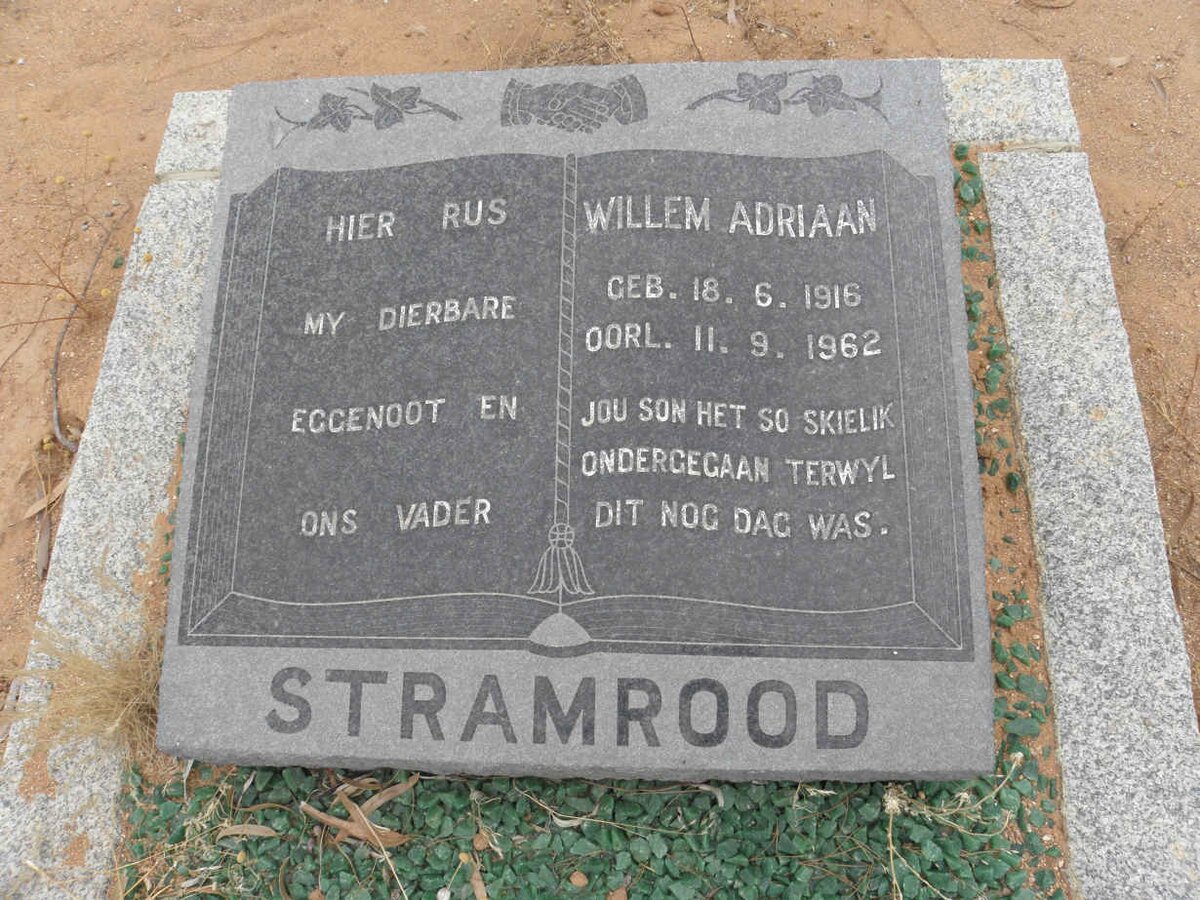 HIER RUS
MY DIERBARE
EGGENOOT EN
ONS VADER
WILLEM ADRIAAN
GEB. 18. 6. 1916
OORL. 11. 9. 1962
JOU SON HET SO SKIELIK
ONDERGEGAAN TERWYL
DIT NOG DAG WAS.
STRAMROOD